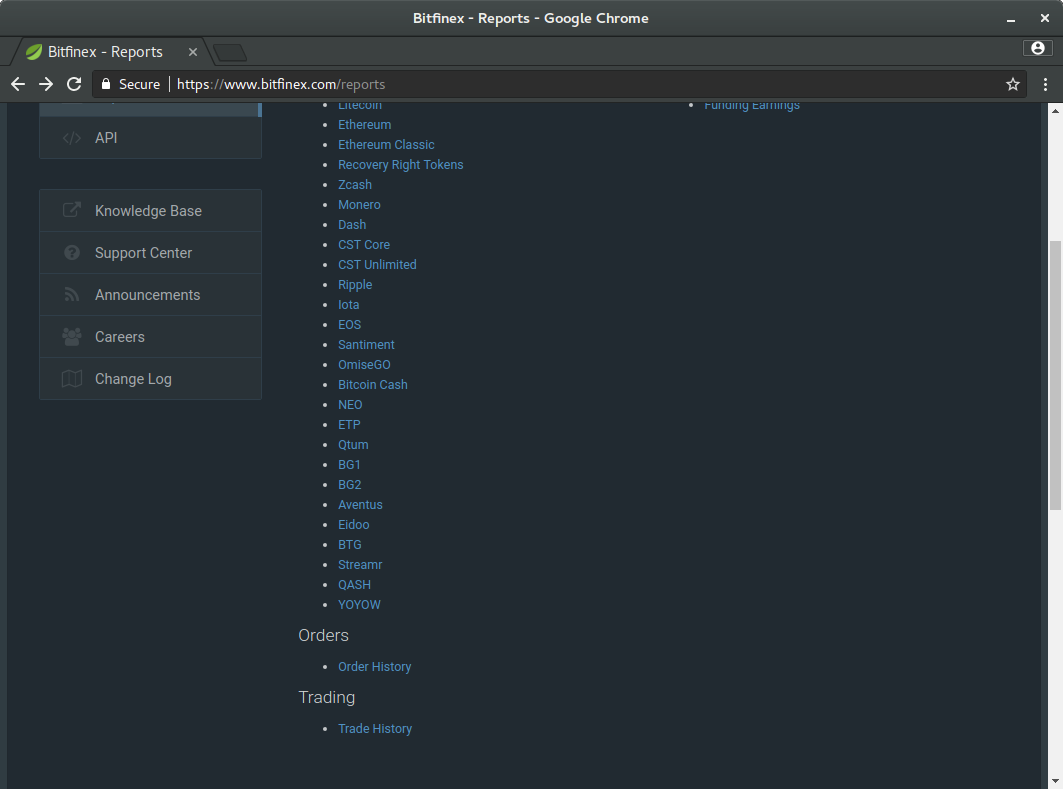 Bitfinex - Reports - Google Chrome
Bitfinex - Reports
Secure
https://www.bitfinex.com/reports
API
Knowledge Base
Support Center
Announcements
Careers
Change Log
Litecoin
Ethereum
Ethereum Classic
Recovery Right Tokens
Zcash
Monero
Dash
CST Core
CST Unlimited
Ripple
Iota
EOS
Santiment
OmiseGO
Bitcoin Cash
NEO
ETP
Qtum
BG1
BG2
Aventus
Eidoo
BTG
Streamr
QASH
YOYOW
Orders
Order History
Trading
Trade History
Funding Earnings